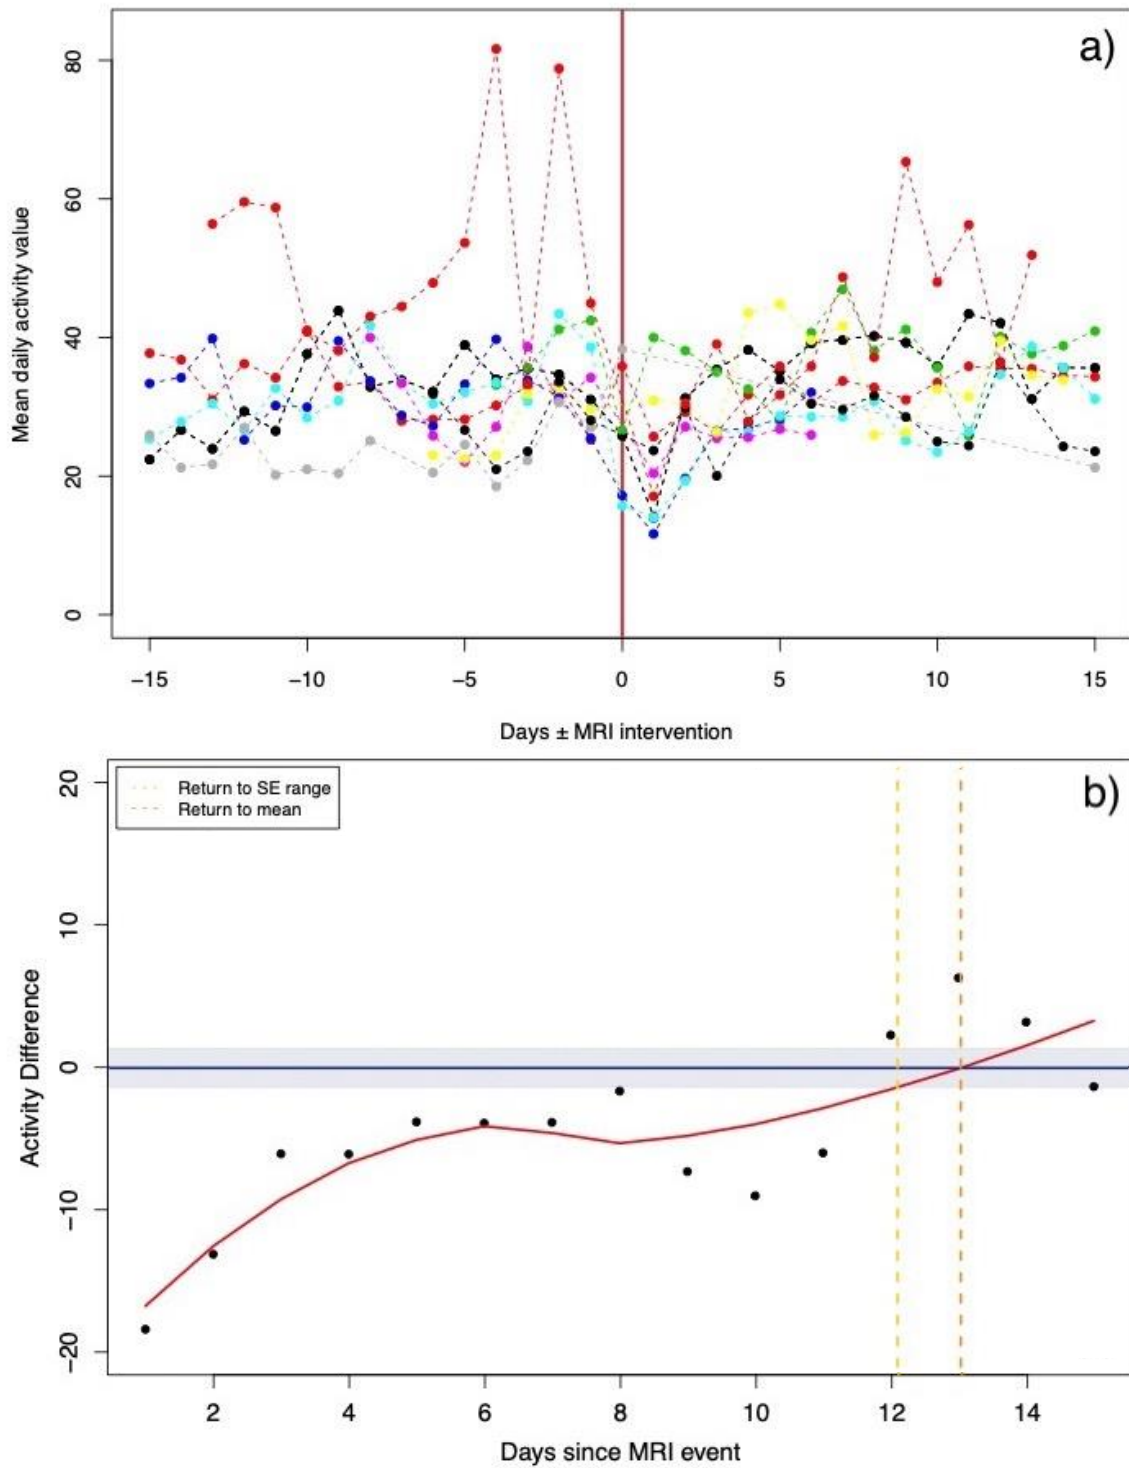 a)
80
60
40
20
0
Mean daily activity value
−15 −10 −5 0 5 10 15
Days ± MRI intervention
b)
Return to SE range
Return to mean
20
10
0
−10
−20
Activity Difference
2 4 6 8 10 12 14
Days since MRI event